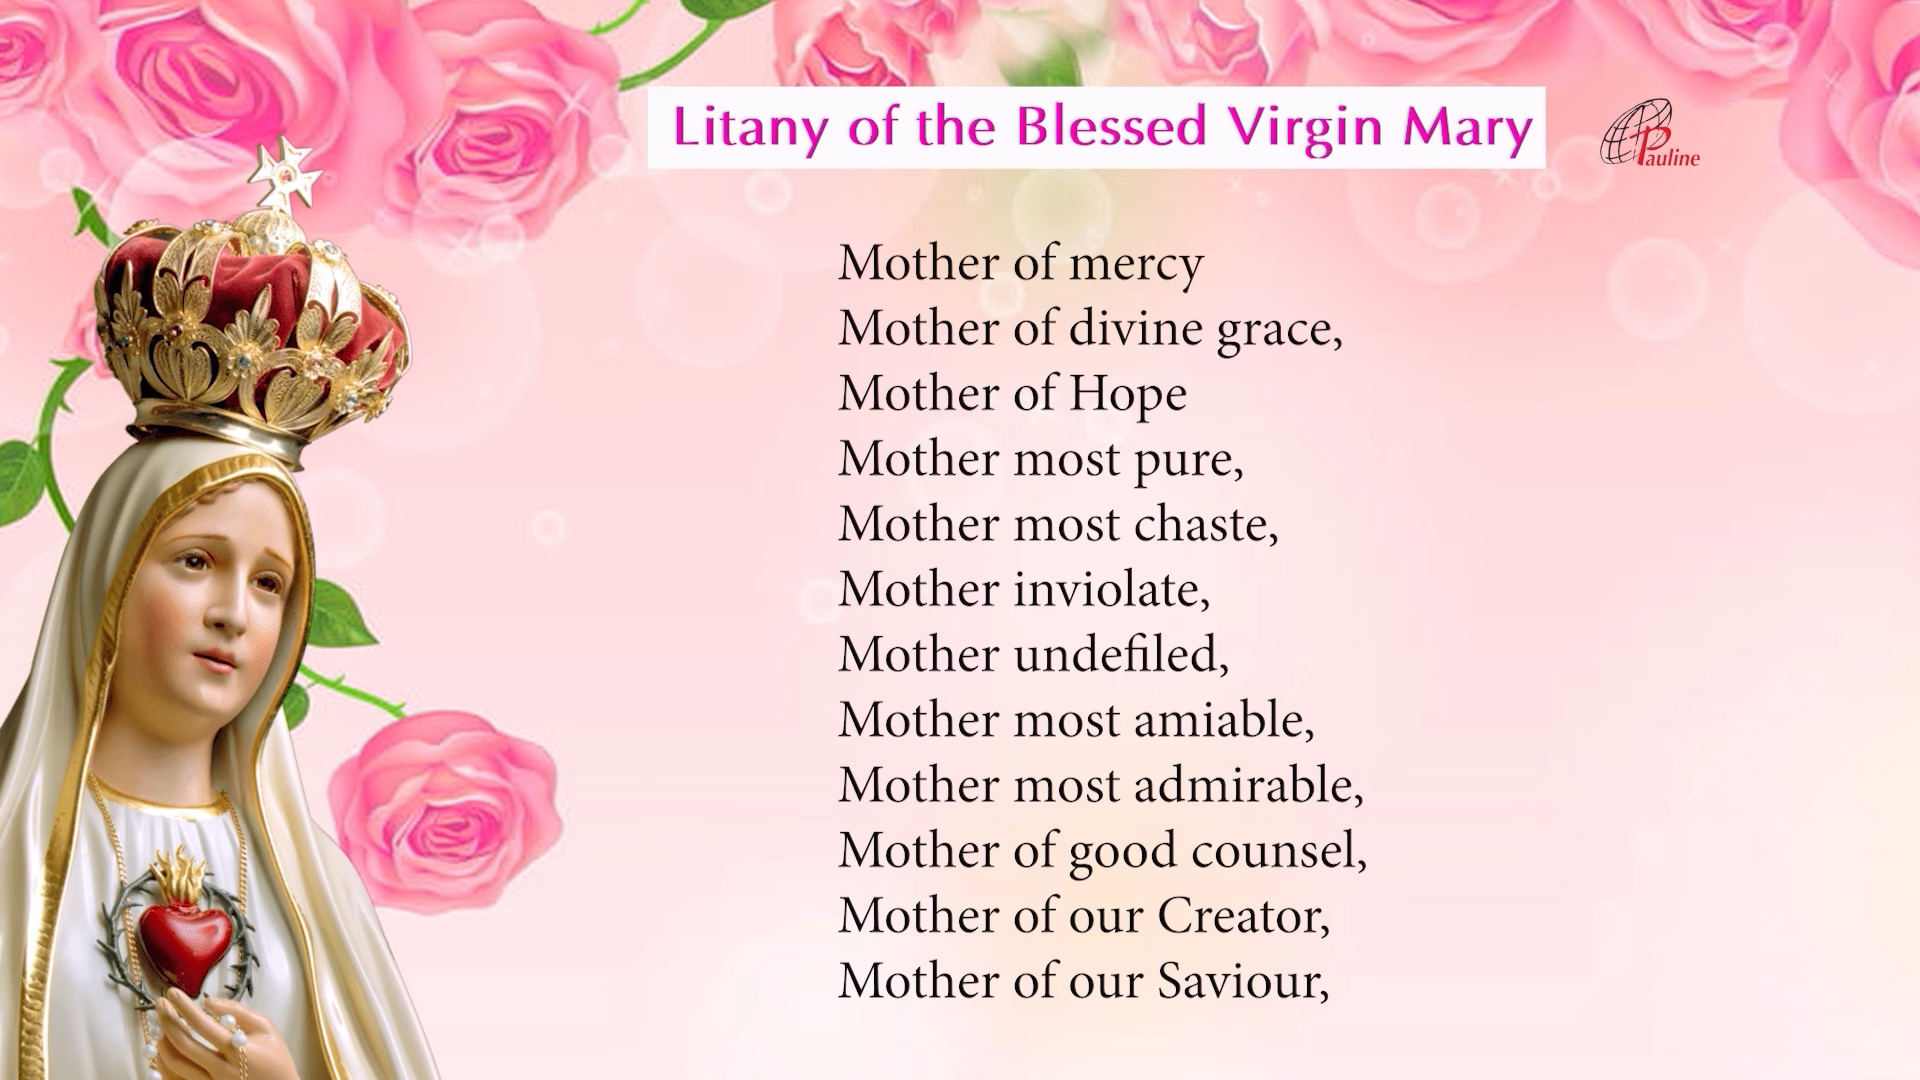 Litany of the Blessed Virgin Mary
Pauline
Mother of mercy
Mother of divine grace,
Mother of Hope
Mother most pure,
Mother most chaste,
Mother inviolate,
Mother undefiled,
Mother most amiable,
Mother most admirable,
Mother of good counsel,
Mother of our Creator,
Mother of our Saviour,